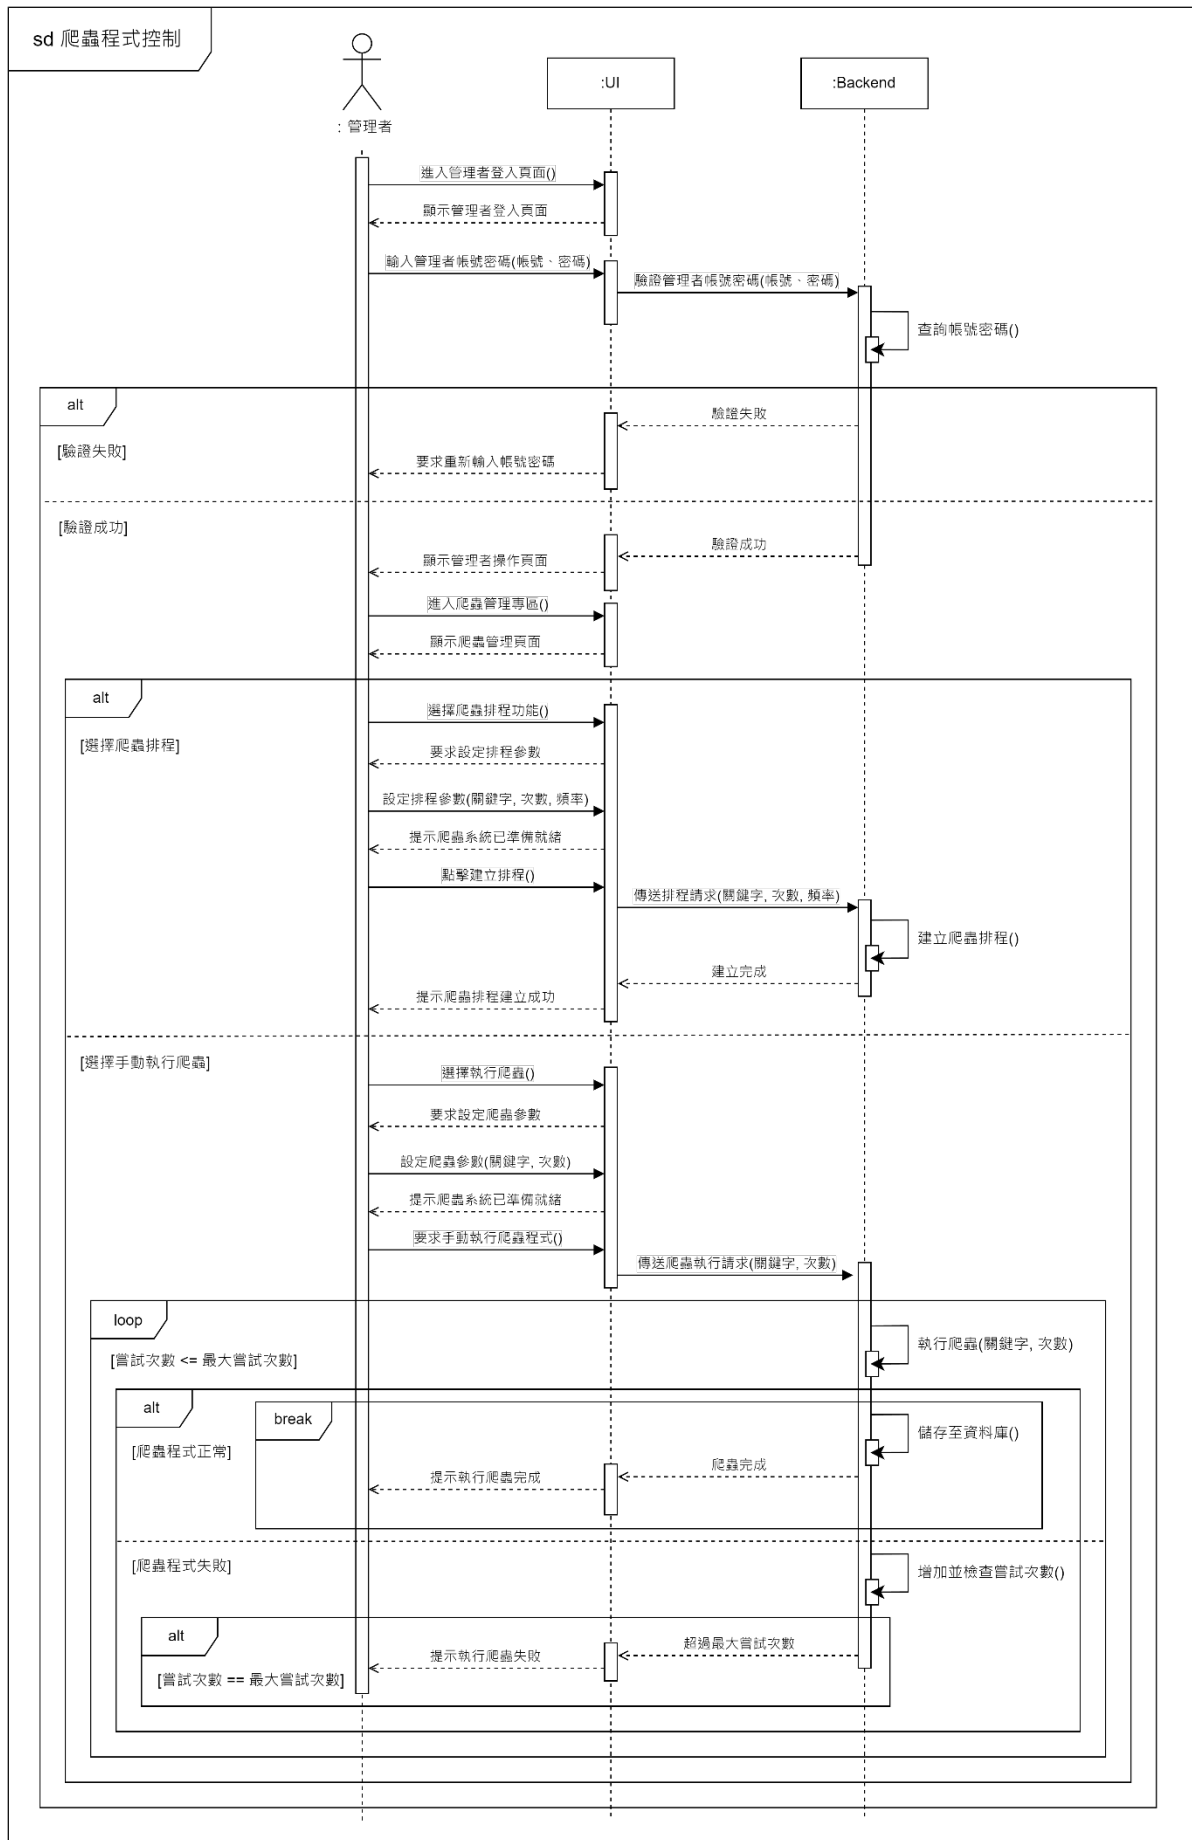 sd 爬蟲程式控制
:UI
:Backend
: 管理者
進入管理者登入頁面()
顯示管理者登入頁面
輸入管理者帳號密碼(帳號、密碼)
驗證管理者帳號密碼(帳號、密碼)
查詢帳號密碼()
alt
驗證失敗
[驗證失敗]
要求重新輸入帳號密碼
[驗證成功]
驗證成功
顯示管理者操作頁面
進入爬蟲管理專區()
顯示爬蟲管理頁面
alt
選擇爬蟲排程功能()
[選擇爬蟲排程]
要求設定排程參數
設定排程參數(關鍵字, 次數, 頻率)
提示爬蟲系統已準備就緒
點擊建立排程()
傳送排程請求(關鍵字, 次數, 頻率)
建立爬蟲排程()
建立完成
提示爬蟲排程建立成功
[選擇手動執行爬蟲]
選擇執行爬蟲()
要求設定爬蟲參數
設定爬蟲參數(關鍵字, 次數)
提示爬蟲系統已準備就緒
要求手動執行爬蟲程式()
傳送爬蟲執行請求(關鍵字, 次數)
loop
執行爬蟲(關鍵字, 次數)
[嘗試次數 <= 最大嘗試次數]
alt
break
儲存至資料庫()
[爬蟲程式正常]
爬蟲完成
提示執行爬蟲完成
[爬蟲程式失敗]
增加並檢查嘗試次數()
alt
超過最大嘗試次數
提示執行爬蟲失敗
[嘗試次數 == 最大嘗試次數]